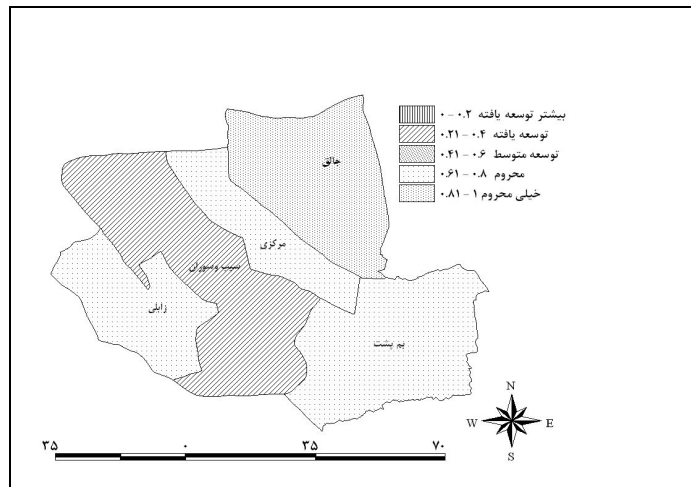 بیشتر توسعه یافته ۰.۲ - ۰
توسعه یافته ۰.۴ - ۰.۲۱
توسعه متوسط ۰.۶ - ۰.۴۱
محروم ۰.۸ - ۰.۶۱
خیلی محروم ۱ - ۰.۸۱
جالق
مرکزی
سیب وسوران
زابلی
بم پشت
N
W E
S
۳۵ ۰ ۳۵ ۷۰